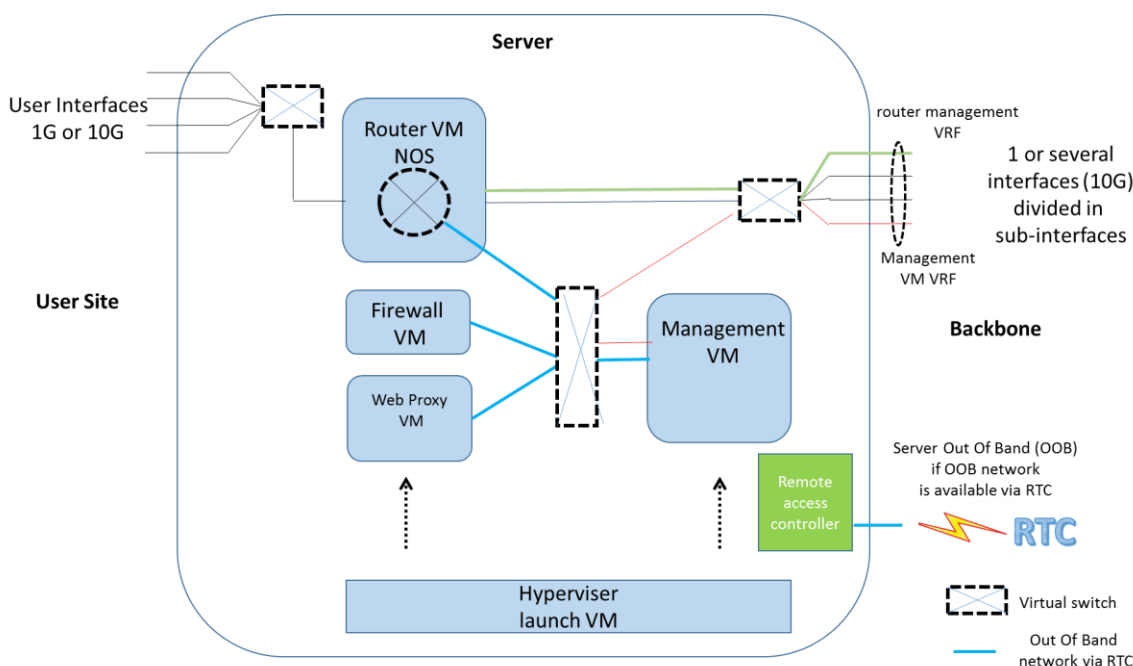 Server
User Interfaces
1G or 10G
Router VM
NOS
router management
VRF
1 or several
interfaces (10G)
divided in
sub-interfaces
Management
VM VRF
User Site
Firewall
VM
Management
VM
Backbone
Web Proxy
VM
Server Out Of Band (OOB)
if OOB network
is available via RTC
Remote
access
controller
RTC
Hyperviser
launch VM
Virtual switch
Out Of Band
network via RTC